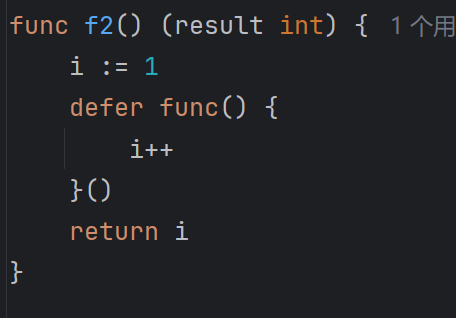 func f2() (result int) { 1 个用
    i := 1
    defer func() {
        i++
    }()
    return i
}